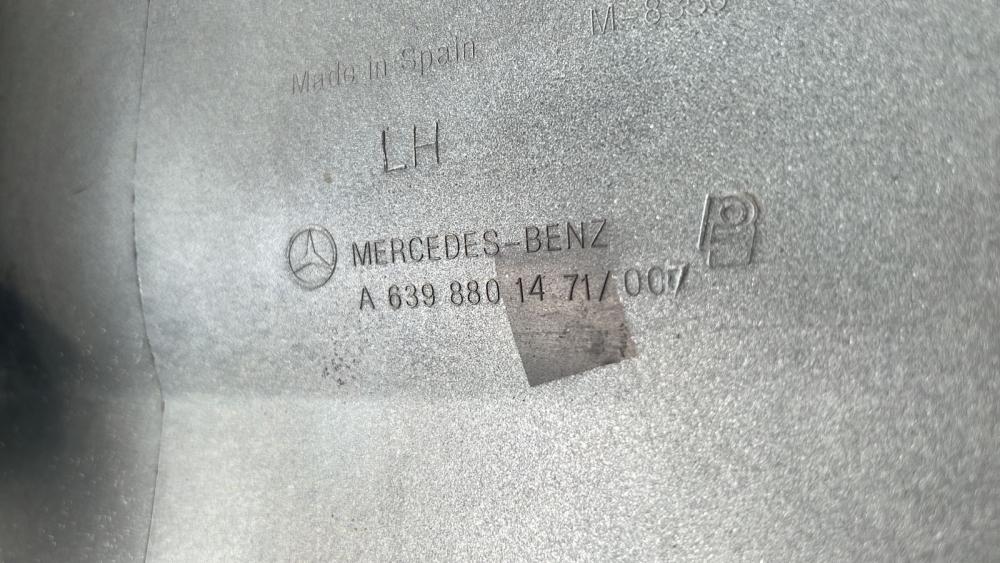 Made in Spain
LH
MERCEDES-BENZ
A 639 880 14 71/007